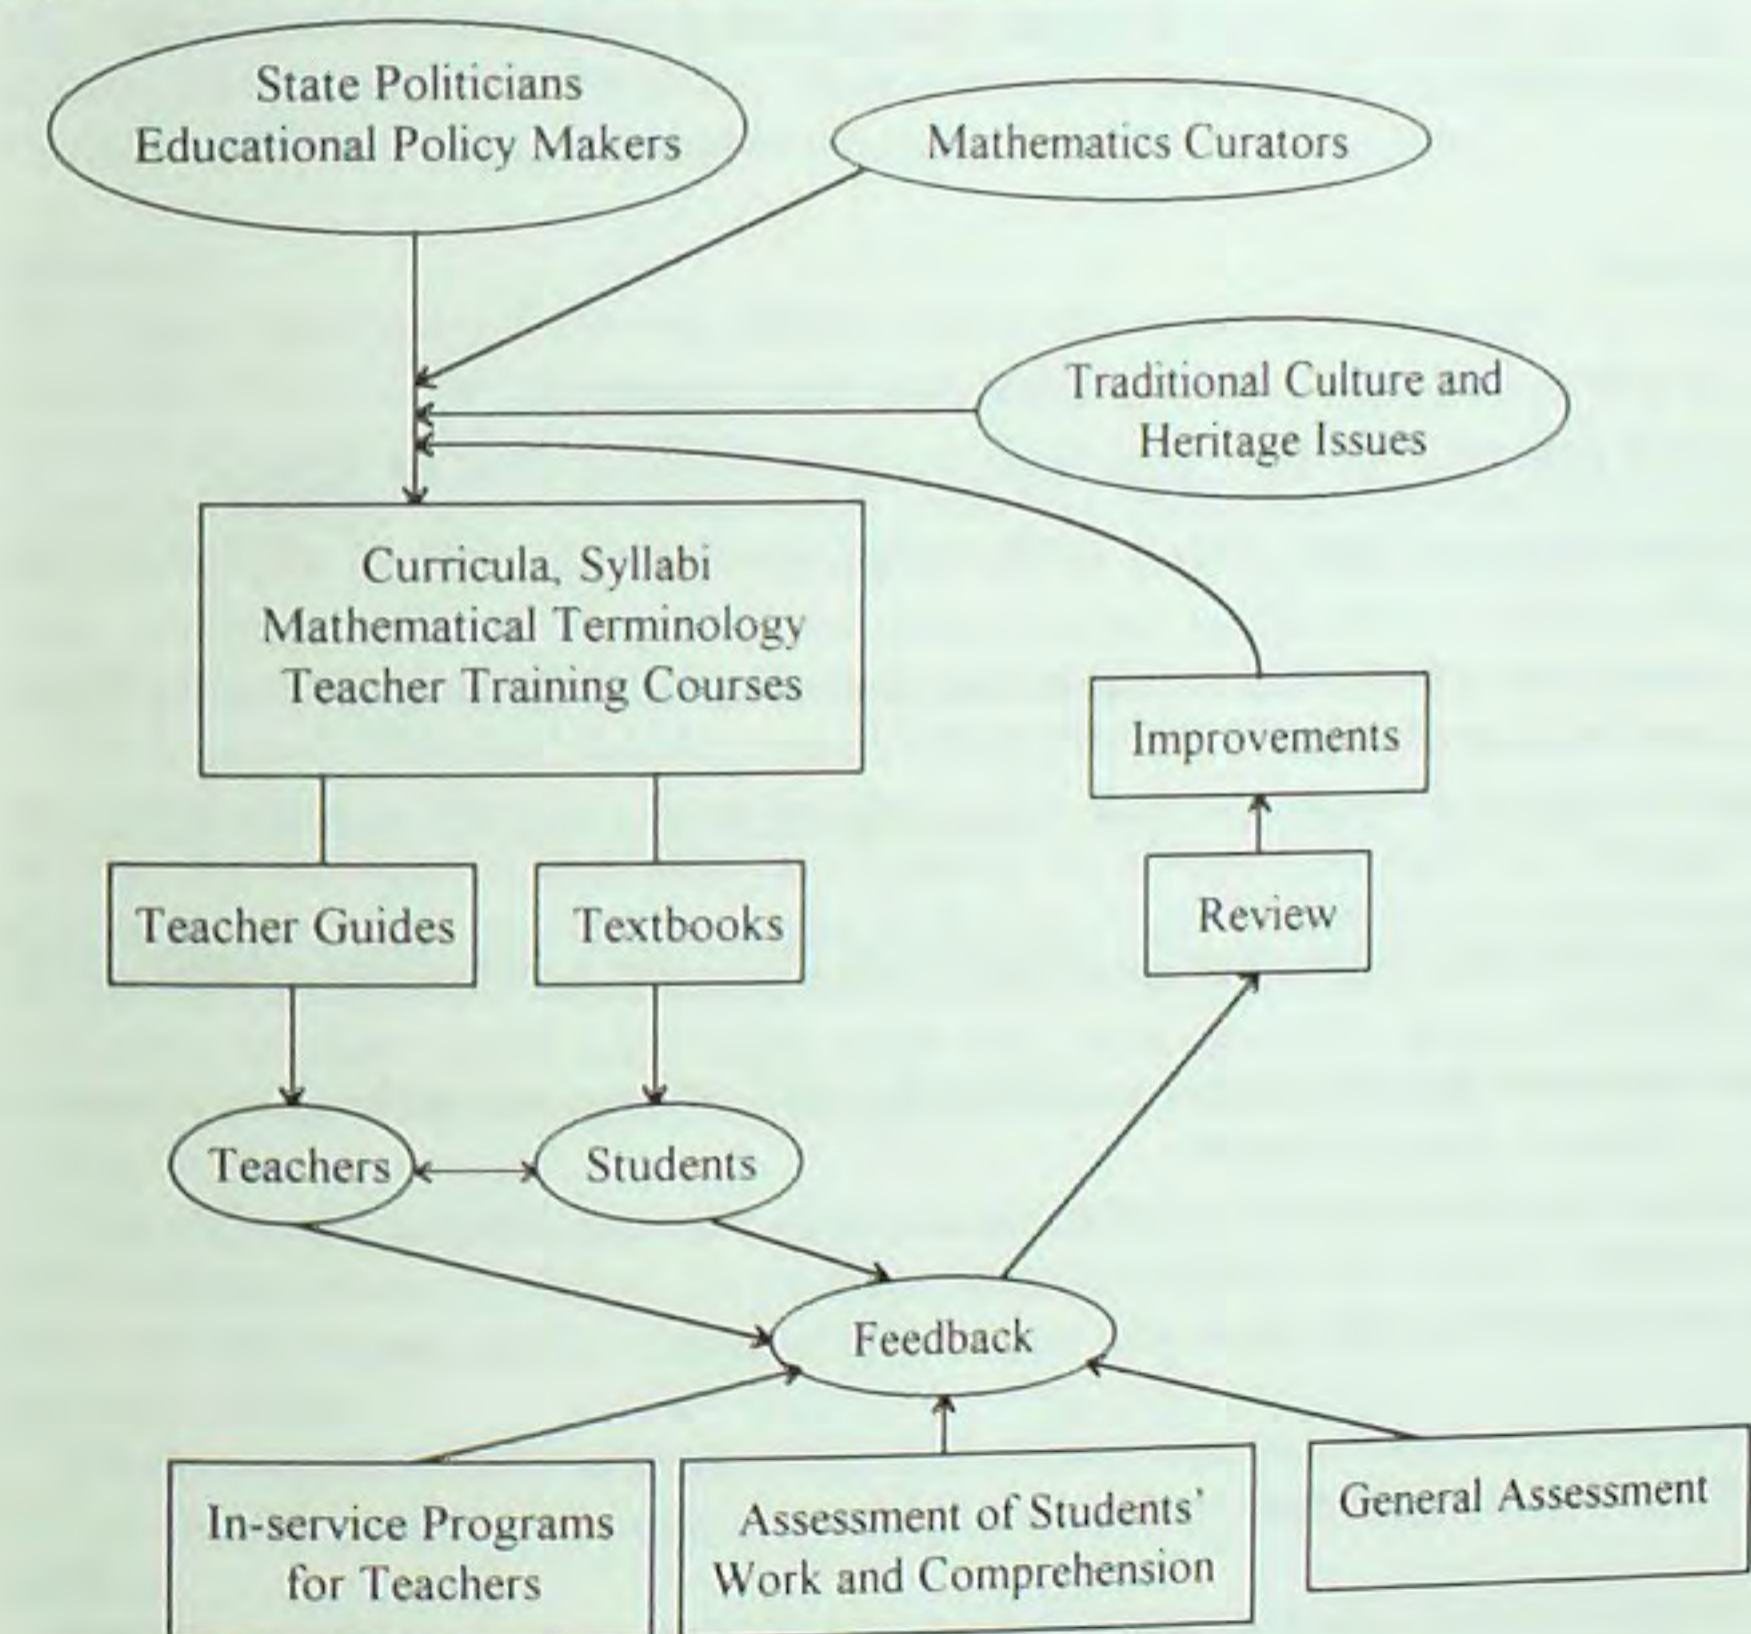 State Politicians
Educational Policy Makers
Mathematics Curators
Traditional Culture and
Heritage Issues
Curricula, Syllabi
Mathematical Terminology
Teacher Training Courses
Improvements
Teacher Guides
Textbooks
Review
Teachers
Students
Feedback
In-service Programs
for Teachers
Assessment of Students'
Work and Comprehension
General Assessment